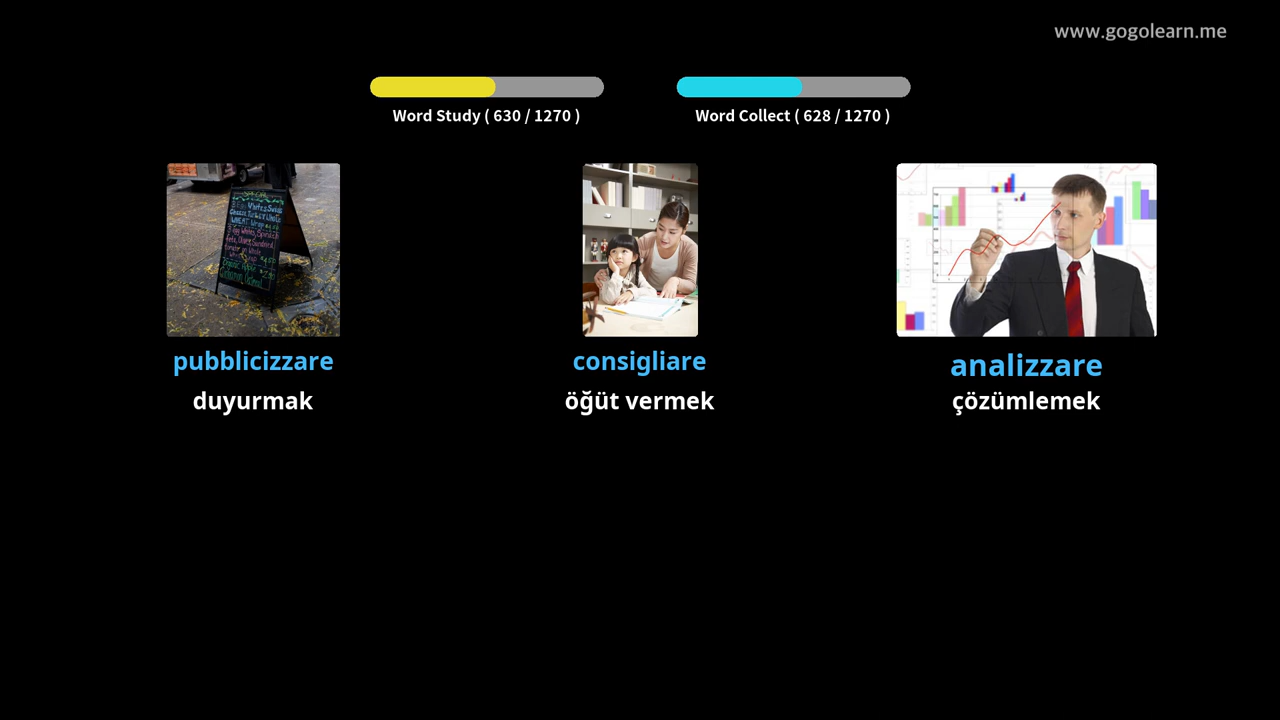 www.gogolearn.me
Word Study ( 630 / 1270 )
Word Collect ( 628 / 1270 )
pubblicizzare
consigliare
analizzare
duyurmak
öğüt vermek
çözümlemek